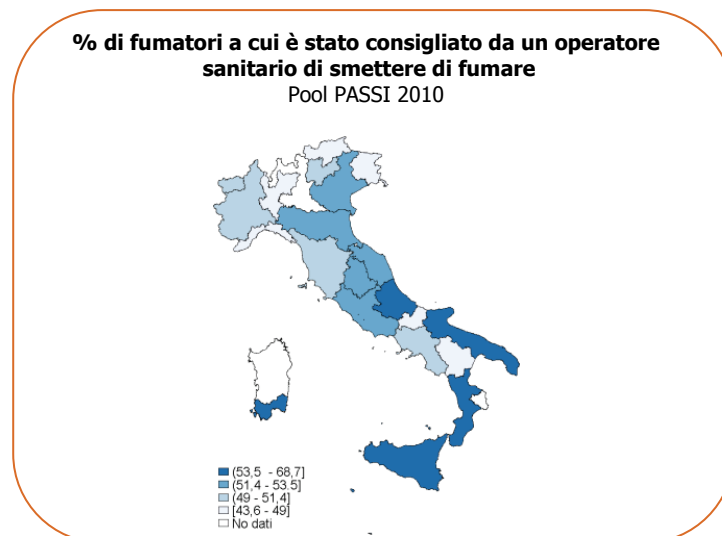 % di fumatori a cui è stato consigliato da un operatore
sanitario di smettere di fumare
Pool PASSI 2010
(53,5 - 68,7]
(51,4 - 53.5]
(49 - 51,4]
[43,6 - 49]
No dati